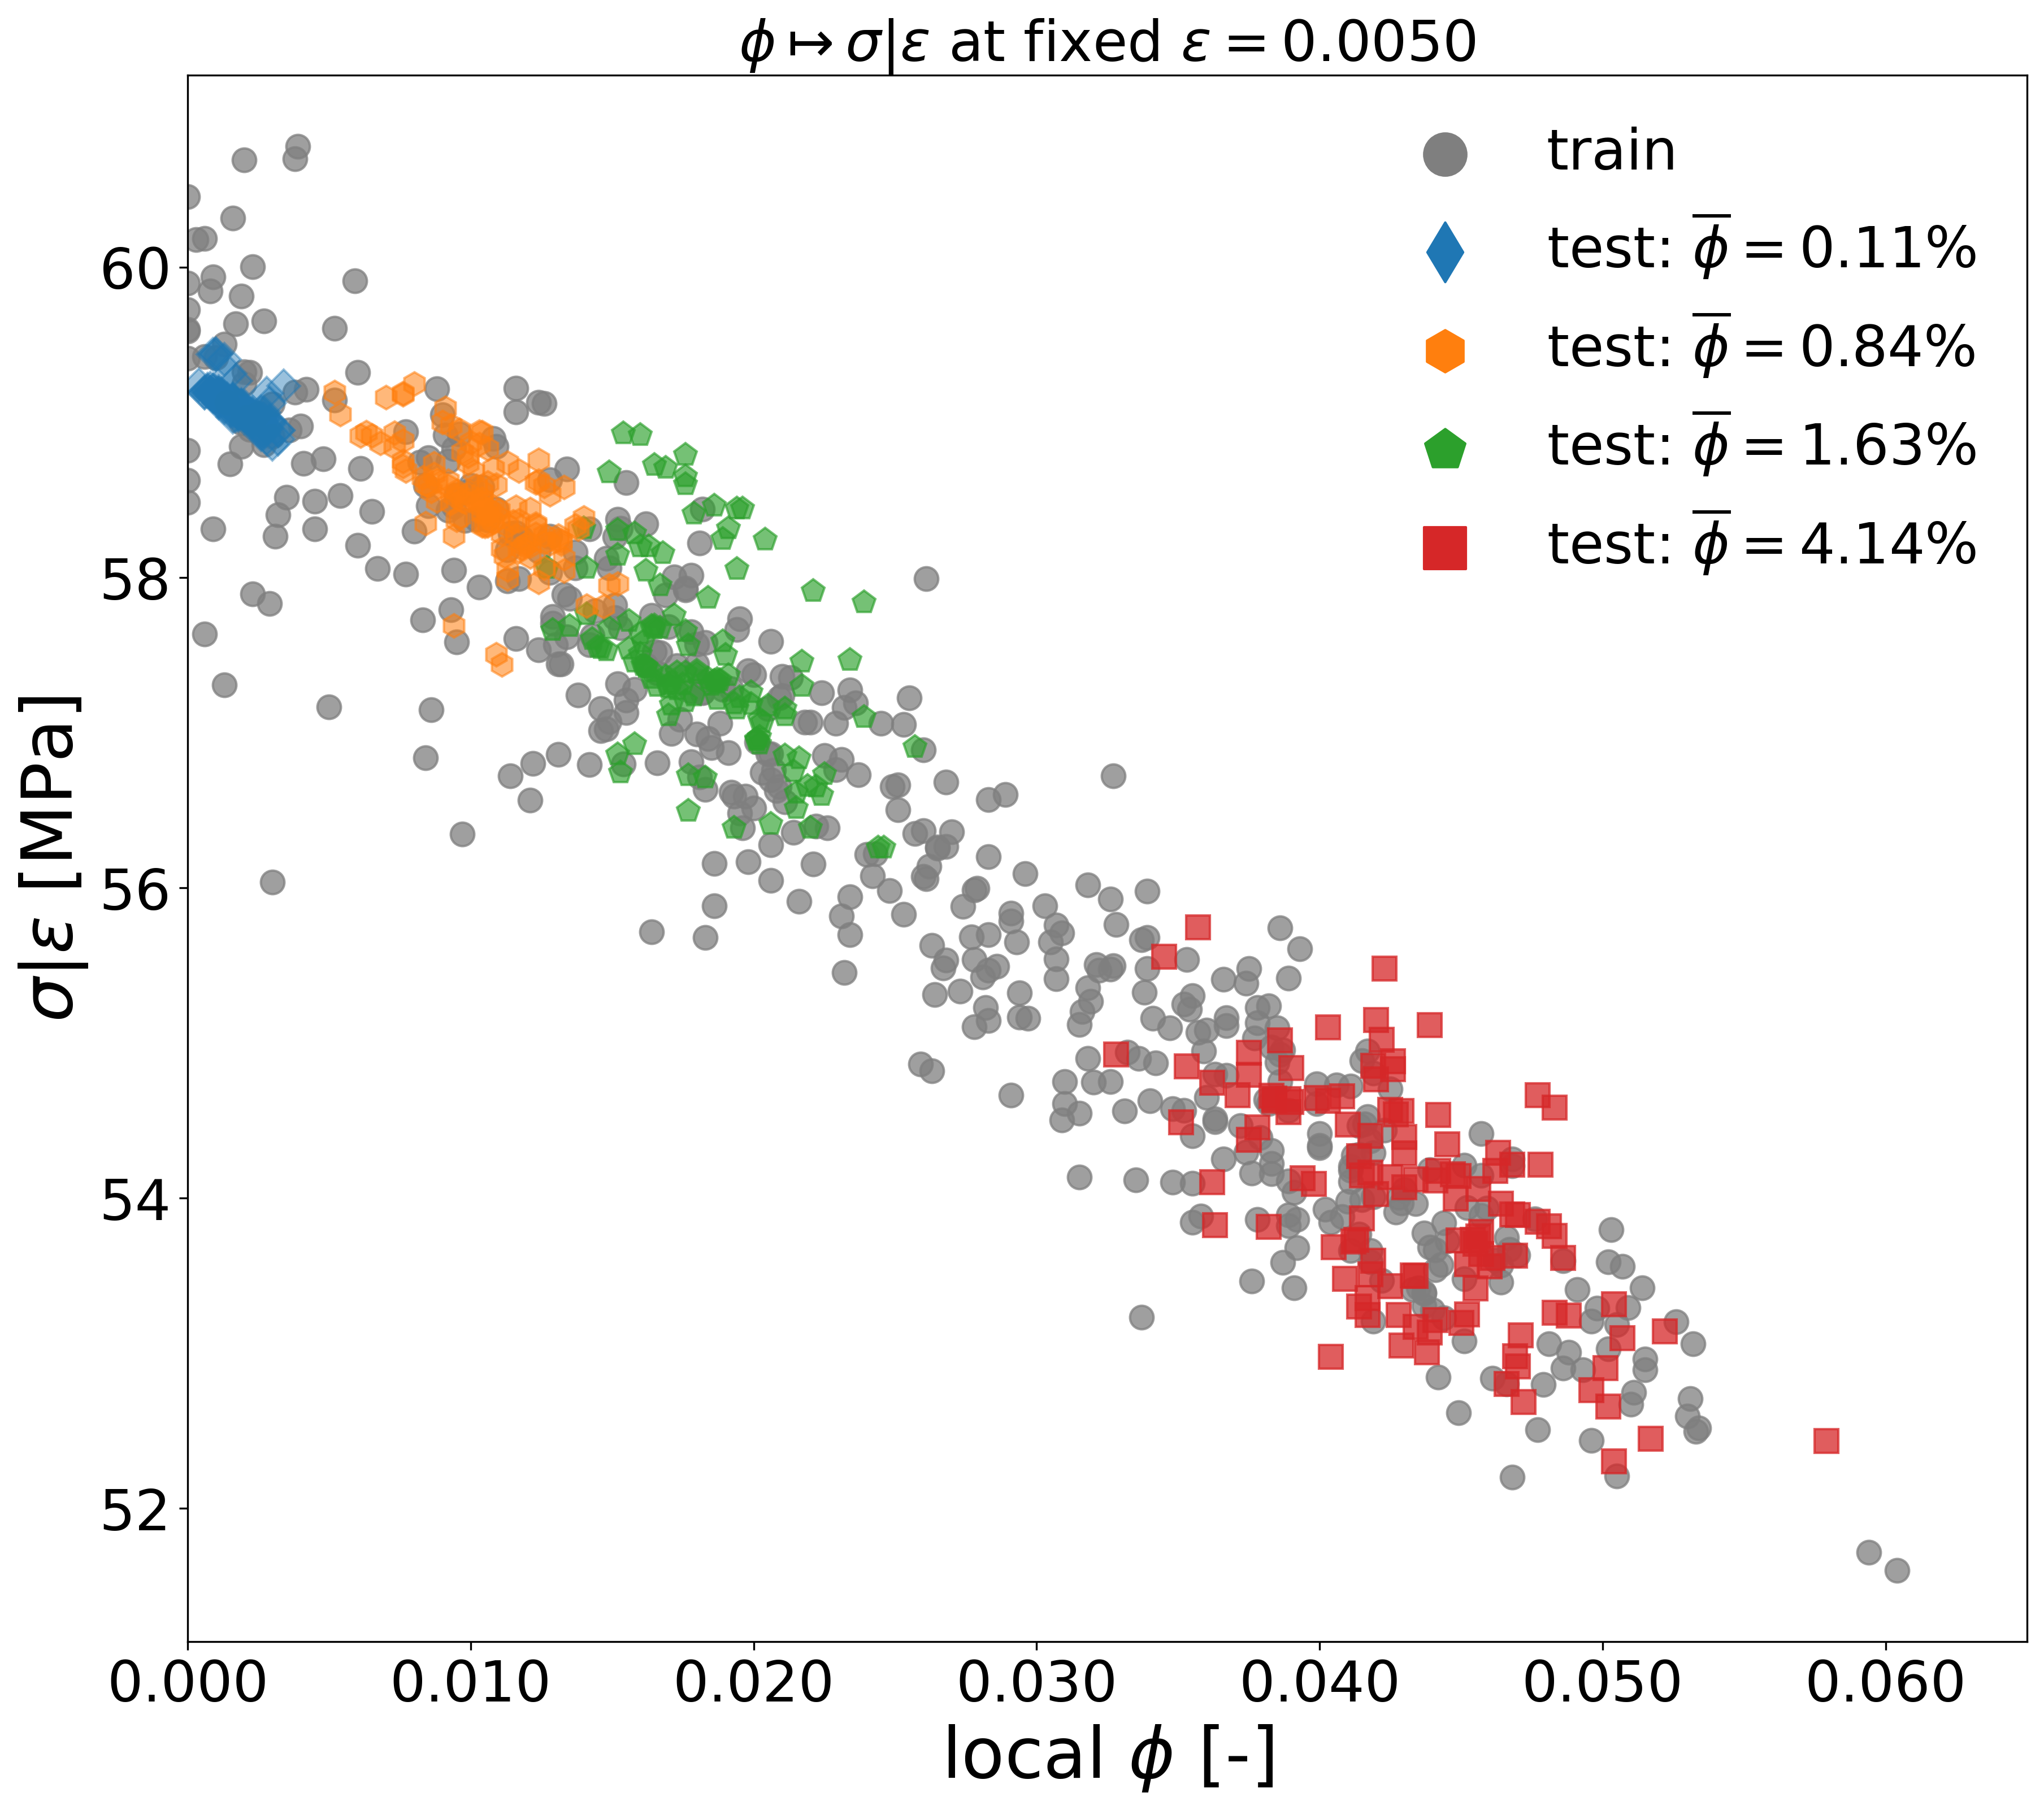 ϕ ↦ σ|ε at fixed ε = 0.0050
train
test: ϕ̅ = 0.11%
test: ϕ̅ = 0.84%
test: ϕ̅ = 1.63%
test: ϕ̅ = 4.14%
σ|ε [MPa]
60
58
56
54
52
0.000 0.010 0.020 0.030 0.040 0.050 0.060
local ϕ [-]